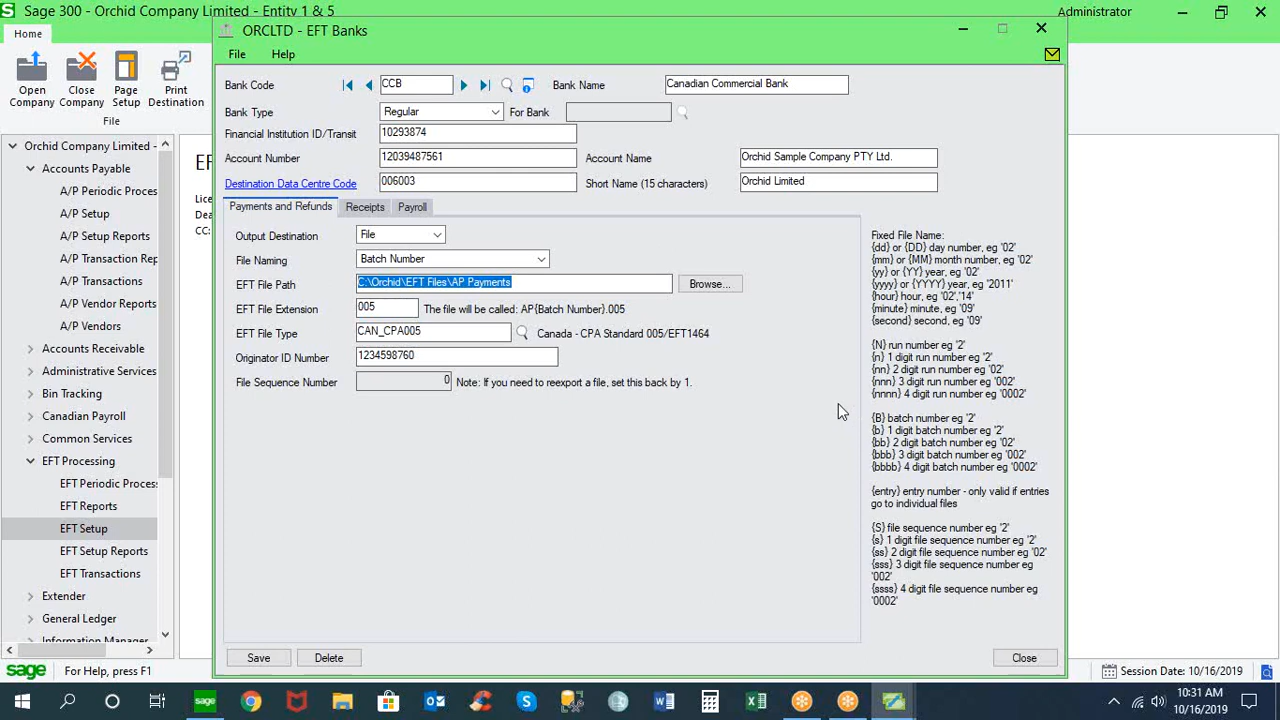 Sage 300 - Orchid Company Limited - Entity 1 & 5
Administrator
Home
Open Company
Close Company
Page Setup
Print Destination
File
Orchid Company Limited -
Accounts Payable
A/P Periodic Proces
A/P Setup
A/P Setup Reports
A/P Transaction Rep
A/P Transactions
A/P Vendor Reports
A/P Vendors
Accounts Receivable
Administrative Services
Bin Tracking
Canadian Payroll
Common Services
EFT Processing
EFT Periodic Proces
EFT Reports
EFT Setup
EFT Setup Reports
EFT Transactions
Extender
General Ledger
Information Manager
EF
Lice
Dea
CC:
ORCLTD - EFT Banks
File Help
Bank Code CCB Bank Name Canadian Commercial Bank
Bank Type Regular For Bank
Financial Institution ID/Transit 10293874
Account Number 12039487561 Account Name Orchid Sample Company PTY Ltd.
Destination Data Centre Code 006003 Short Name (15 characters) Orchid Limited
Payments and Refunds Receipts Payroll
Output Destination File
File Naming Batch Number
EFT File Path C:\Orchid\EFT Files\AP Payments Browse...
EFT File Extension 005 The file will be called: AP{Batch Number}.005
EFT File Type CAN_CPA005 Canada - CPA Standard 005/EFT1464
Originator ID Number 1234598760
File Sequence Number 0 Note: If you need to reexport a file, set this back by 1.
Fixed File Name:
{dd} or {DD} day number, eg '02'
{mm} or {MM} month number, eg '02'
{yy} or {YY} year, eg '02'
{yyyy} or {YYYY} year, eg '2011'
{hour} hour, eg '02','14'
{minute} minute, eg '09'
{second} second, eg '09'
{N} run number eg '2'
{n} 1 digit run number eg '2'
{nn} 2 digit run number eg '02'
{nnn} 3 digit run number eg '002'
{nnnn} 4 digit run number eg '0002'
{B} batch number eg '2'
{b} 1 digit batch number eg '2'
{bb} 2 digit batch number eg '02'
{bbb} 3 digit batch number eg '002'
{bbbb} 4 digit batch number eg '0002'
{entry} entry number - only valid if entries
go to individual files
{S} file sequence number eg '2'
{s} 1 digit file sequence number eg '2'
{ss} 2 digit file sequence number eg '02'
{sss} 3 digit file sequence number eg
'002'
{ssss} 4 digit file sequence number eg
'0002'
Save Delete Close
sage For Help, press F1 Session Date: 10/16/2019
sage
10:31 AM
10/16/2019